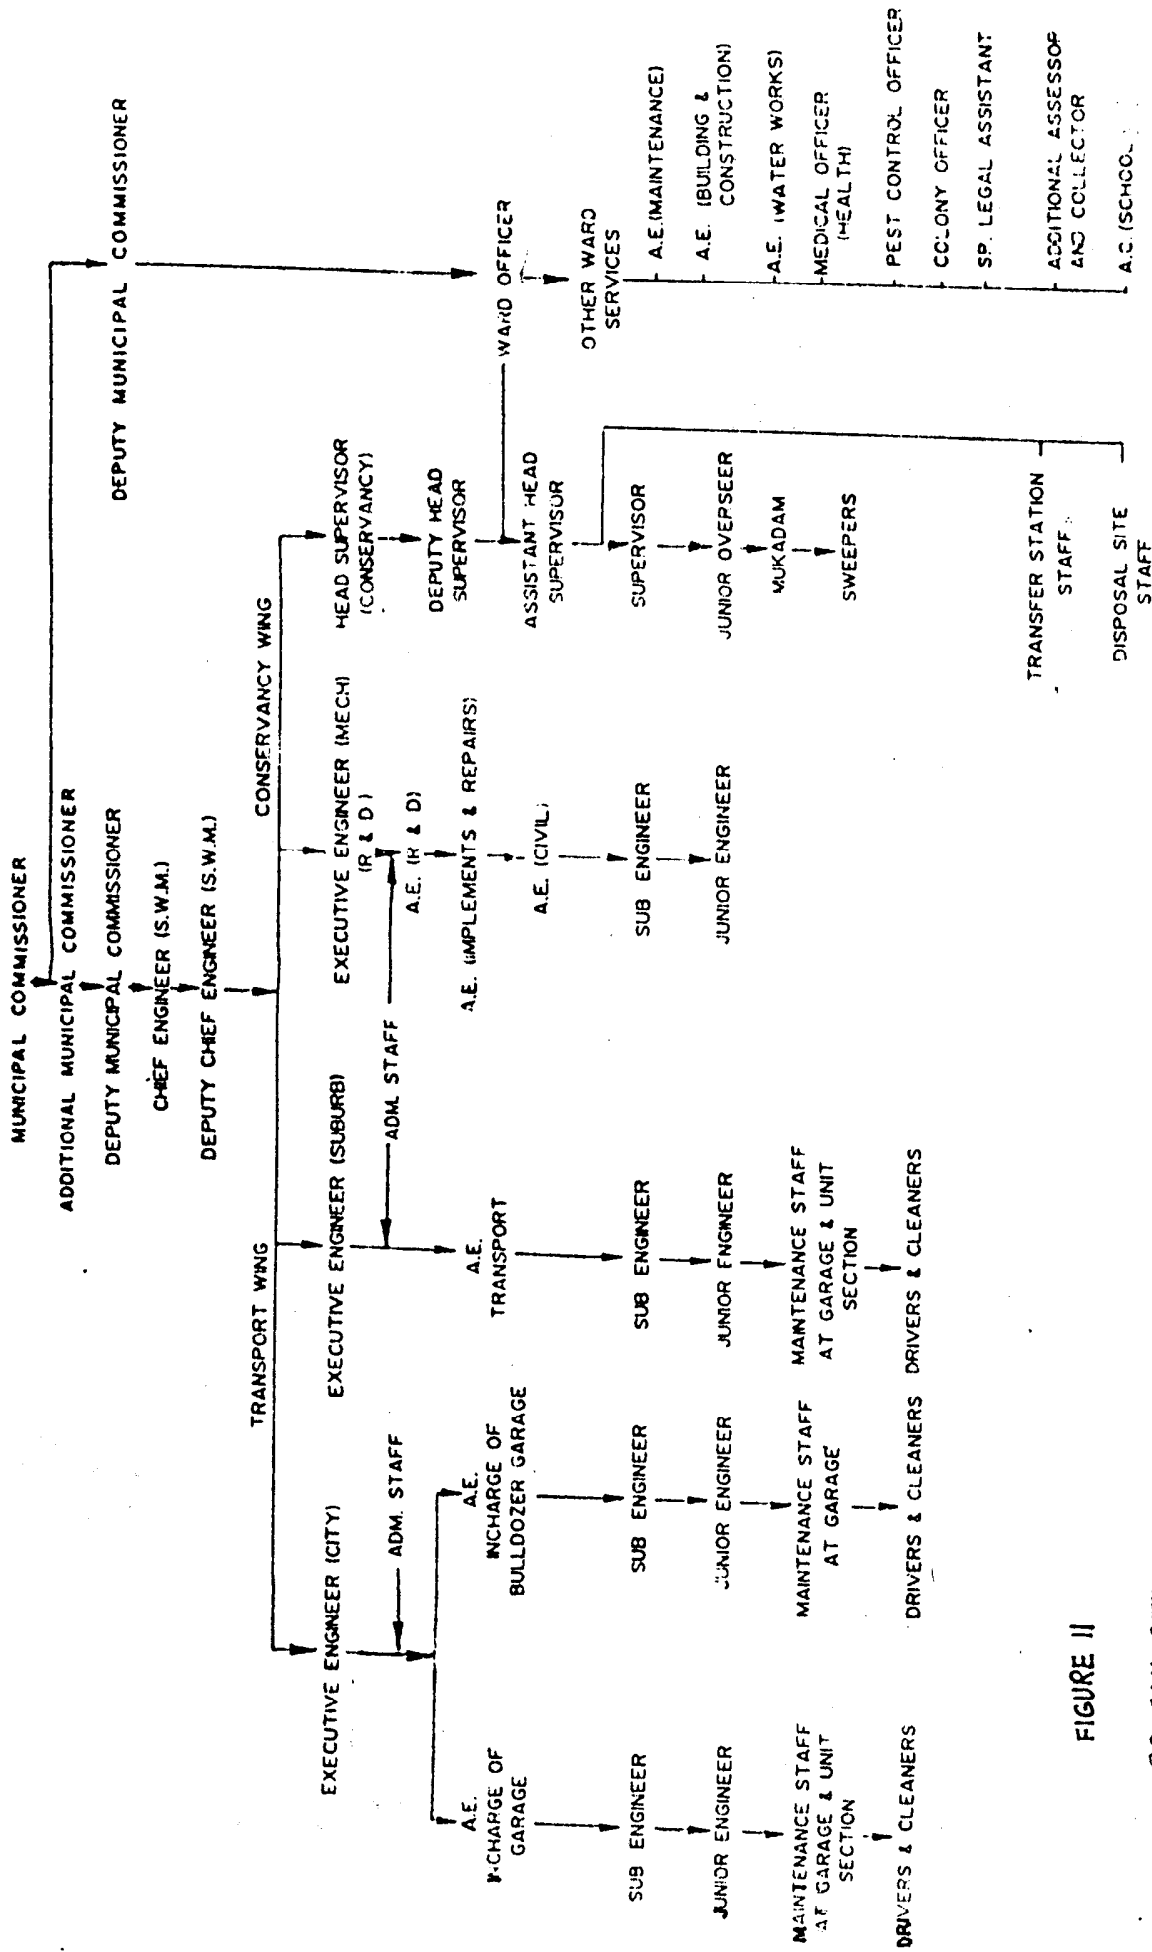 MUNICIPAL COMMISSIONER
ADDITIONAL MUNICIPAL COMMISSIONER
DEPUTY MUNICIPAL COMMISSIONER
DEPUTY MUNICIPAL COMMISSIONER
CHIEF ENGINEER (S.W.M.)
DEPUTY CHIEF ENGINEER (S.W.M.)
TRANSPORT WING
CONSERVANCY WING
EXECUTIVE ENGINEER (CITY)
ADM. STAFF
A.E.
INCHARGE OF
GARAGE
SUB ENGINEER
JUNIOR ENGINEER
MAINTENANCE STAFF
AT GARAGE & UNIT
SECTION
DRIVERS & CLEANERS
A.E.
INCHARGE OF
BULLDOZER GARAGE
SUB ENGINEER
JUNIOR ENGINEER
MAINTENANCE STAFF
AT GARAGE
DRIVERS & CLEANERS
EXECUTIVE ENGINEER (SUBURB)
ADM. STAFF
A.E.
TRANSPORT
SUB ENGINEER
JUNIOR ENGINEER
MAINTENANCE STAFF
AT GARAGE & UNIT
SECTION
DRIVERS & CLEANERS
EXECUTIVE ENGINEER (MECH)
(R & D)
A.E. (R & D)
A.E. (IMPLEMENTS & REPAIRS)
A.E. (CIVIL)
SUB ENGINEER
JUNIOR ENGINEER
HEAD SUPERVISOR
(CONSERVANCY)
DEPUTY HEAD
SUPERVISOR
ASSISTANT HEAD
SUPERVISOR
SUPERVISOR
JUNIOR OVERSEER
MUKADAM
SWEEPERS
TRANSFER STATION
STAFF
DISPOSAL SITE
STAFF
WARD OFFICER
OTHER WARD
SERVICES
A.E.(MAINTENANCE)
A.E. (BUILDING &
CONSTRUCTION)
A.E. (WATER WORKS)
MEDICAL OFFICER
(HEALTH)
PEST CONTROL OFFICER
COLONY OFFICER
SP. LEGAL ASSISTANT
ADDITIONAL ASSESSOR
AND COLLECTOR
(SCHOOL)
FIGURE 11